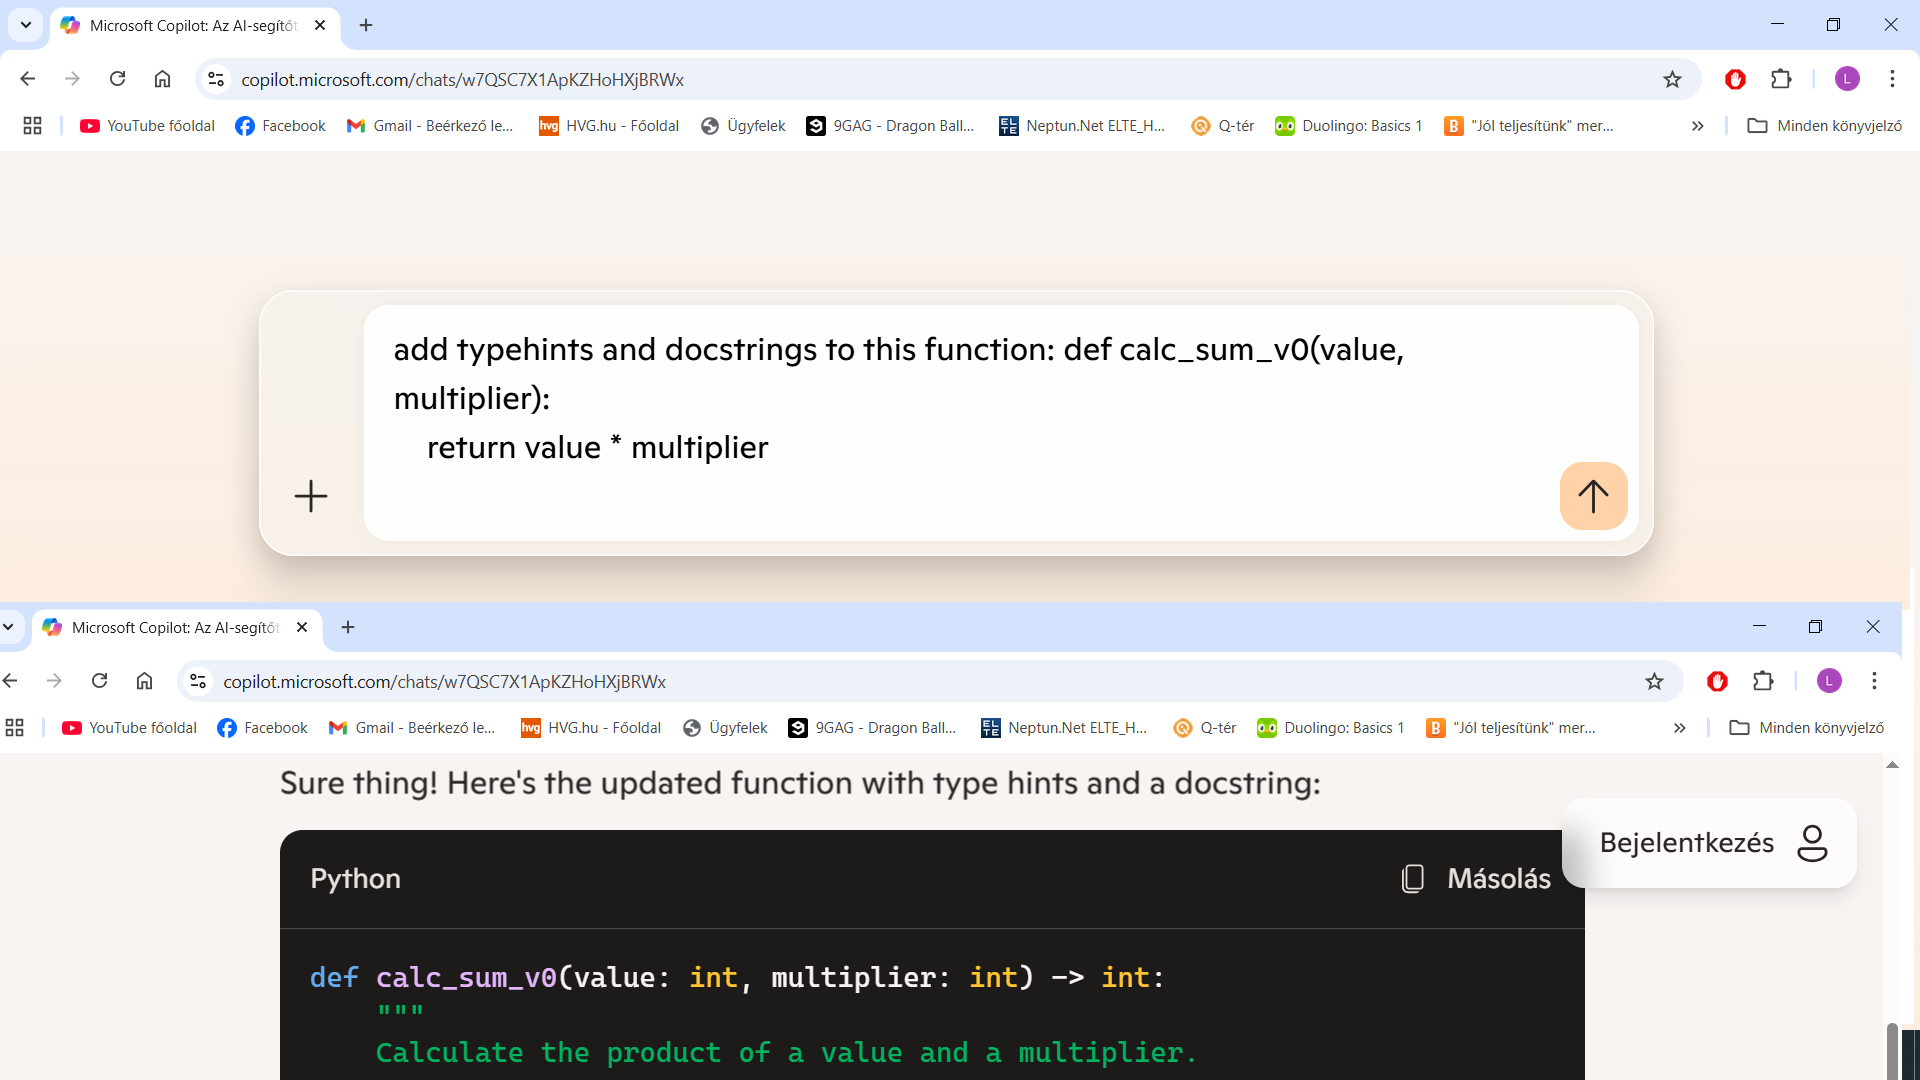 Microsoft Copilot: Az AI-segítőt
copilot.microsoft.com/chats/w7QSC7X1ApKZHoHXjBRWx
L
YouTube főoldal
Facebook
Gmail - Beérkező le...
hvg
HVG.hu - Főoldal
Ügyfelek
9GAG - Dragon Ball...
ELTE
Neptun.Net ELTE_H...
Q-tér
Duolingo: Basics 1
B
"Jól teljesítünk" mer...
Minden könyvjelző
add typehints and docstrings to this function: def calc_sum_v0(value,
multiplier):
return value * multiplier
Microsoft Copilot: Az AI-segítőt
copilot.microsoft.com/chats/w7QSC7X1ApKZHoHXjBRWx
L
YouTube főoldal
Facebook
Gmail - Beérkező le...
hvg
HVG.hu - Főoldal
Ügyfelek
9GAG - Dragon Ball...
ELTE
Neptun.Net ELTE_H...
Q-tér
Duolingo: Basics 1
B
"Jól teljesítünk" mer...
Minden könyvjelző
Sure thing! Here's the updated function with type hints and a docstring:
Bejelentkezés
Python
Másolás
def calc_sum_v0(value: int, multiplier: int) -> int:
"""
Calculate the product of a value and a multiplier.